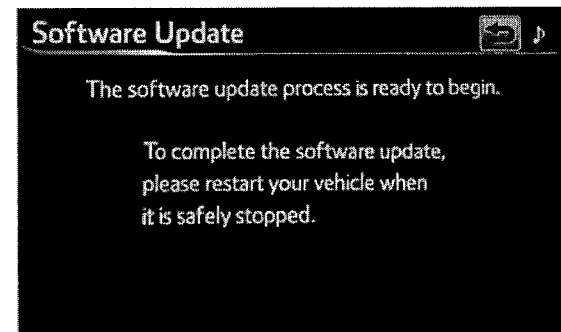 Software Update
The software update process is ready to begin.
To complete the software update,
please restart your vehicle when
it is safely stopped.